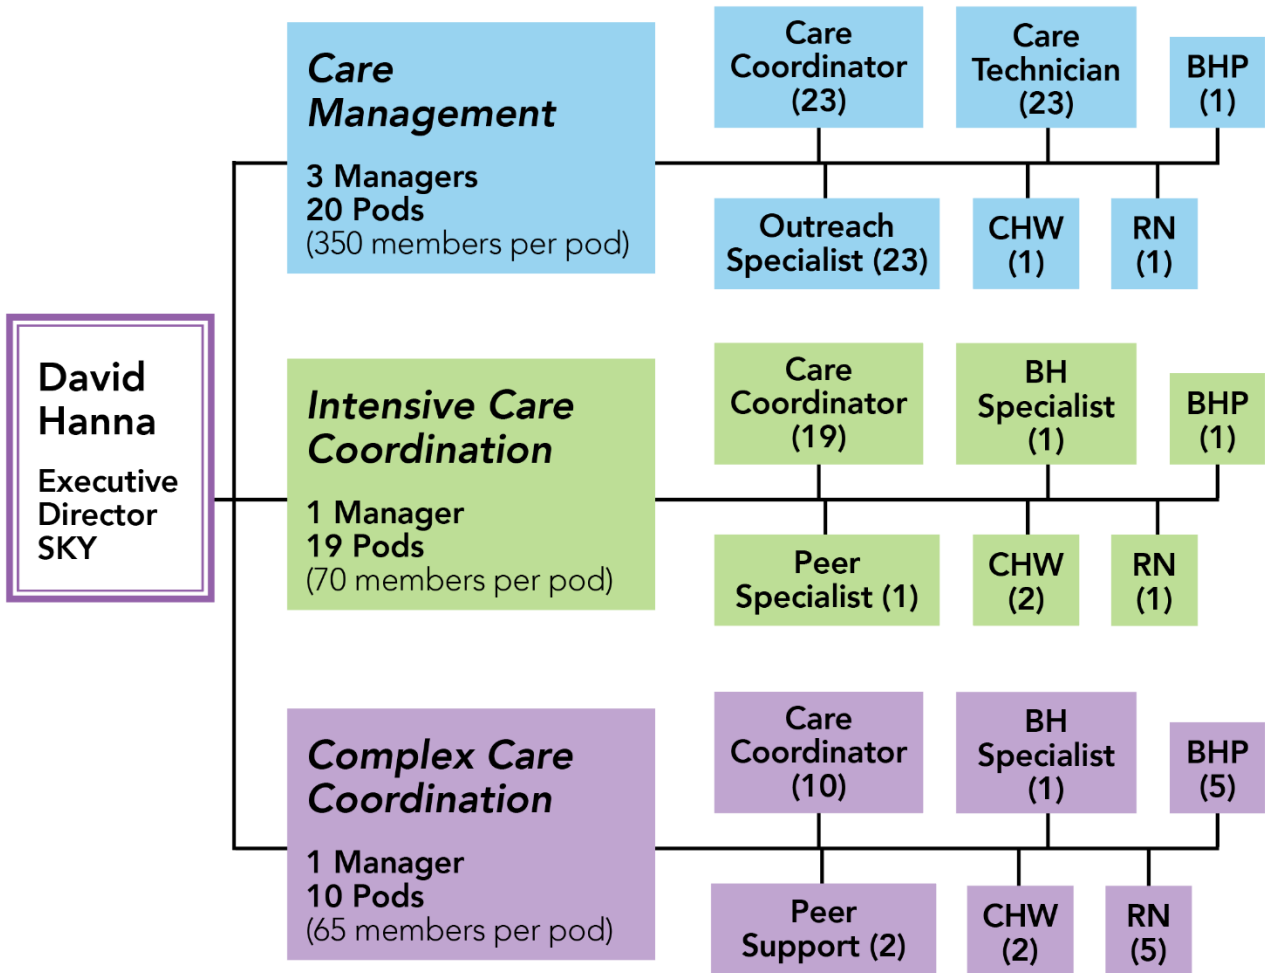 David
Hanna
Executive
Director
SKY
Care
Management
3 Managers
20 Pods
(350 members per pod)
Care
Coordinator
(23)
Care
Technician
(23)
BHP
(1)
Outreach
Specialist (23)
CHW
(1)
RN
(1)
Intensive Care
Coordination
1 Manager
19 Pods
(70 members per pod)
Care
Coordinator
(19)
BH
Specialist
(1)
BHP
(1)
Peer
Specialist (1)
CHW
(2)
RN
(1)
Complex Care
Coordination
1 Manager
10 Pods
(65 members per pod)
Care
Coordinator
(10)
BH
Specialist
(1)
BHP
(5)
Peer
Support (2)
CHW
(2)
RN
(5)